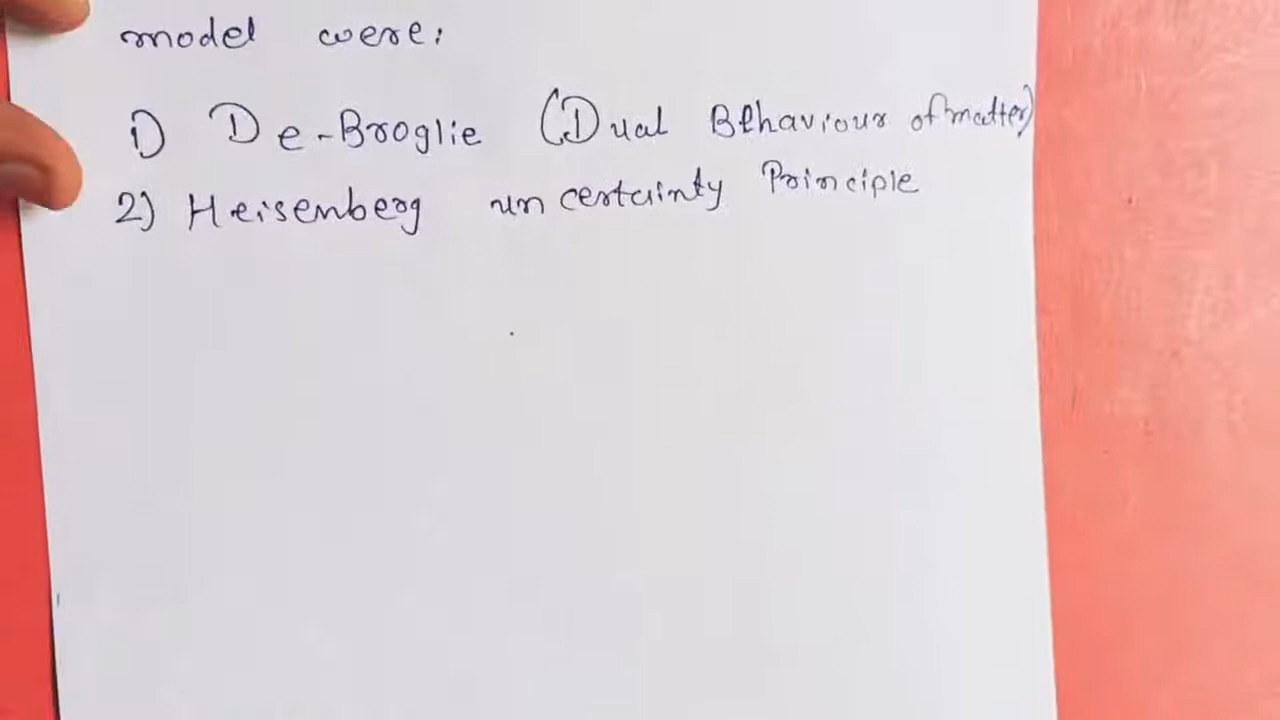 model were:
1) De-Broglie (Dual Behaviour of matter)
2) Heisenberg uncertainty Principle